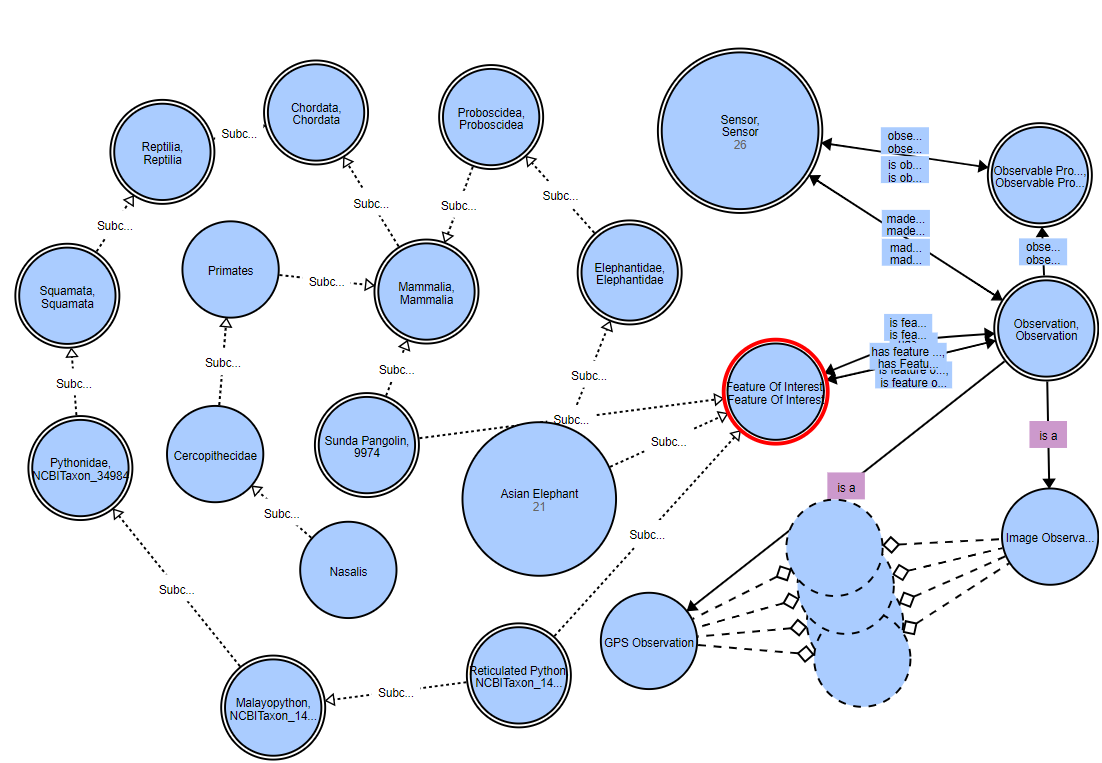 Chordata,
Chordata
Proboscidea,
Proboscidea
Sensor,
Sensor
26
Reptilia,
Reptilia
Subc...
obse...
obse...
is ob...
is ob...
Observable Pro...,
Observable Pro...
Subc...
Subc...
Subc...
Subc...
made...
made...
mad...
mad...
obse...
obse...
Squamata,
Squamata
Primates
Subc...
Mammalia,
Mammalia
Elephantidae,
Elephantidae
Observation,
Observation
is fea...
is fea...
has feature ...,
has Featu...
is feature o...,
is feature o...
Subc...
Subc...
Subc...
Subc...
Feature Of Interest,
Feature Of Interest
Subc...
Sunda Pangolin,
9974
Subc...
is a
Pythonidae,
NCBITaxon_34984
Cercopithecidae
Asian Elephant
21
is a
Subc...
Subc...
Image Observa...
Nasalis
Subc...
GPS Observation
Reticulated Python,
NCBITaxon_14...
Subc...
Malayopython,
NCBITaxon_14...